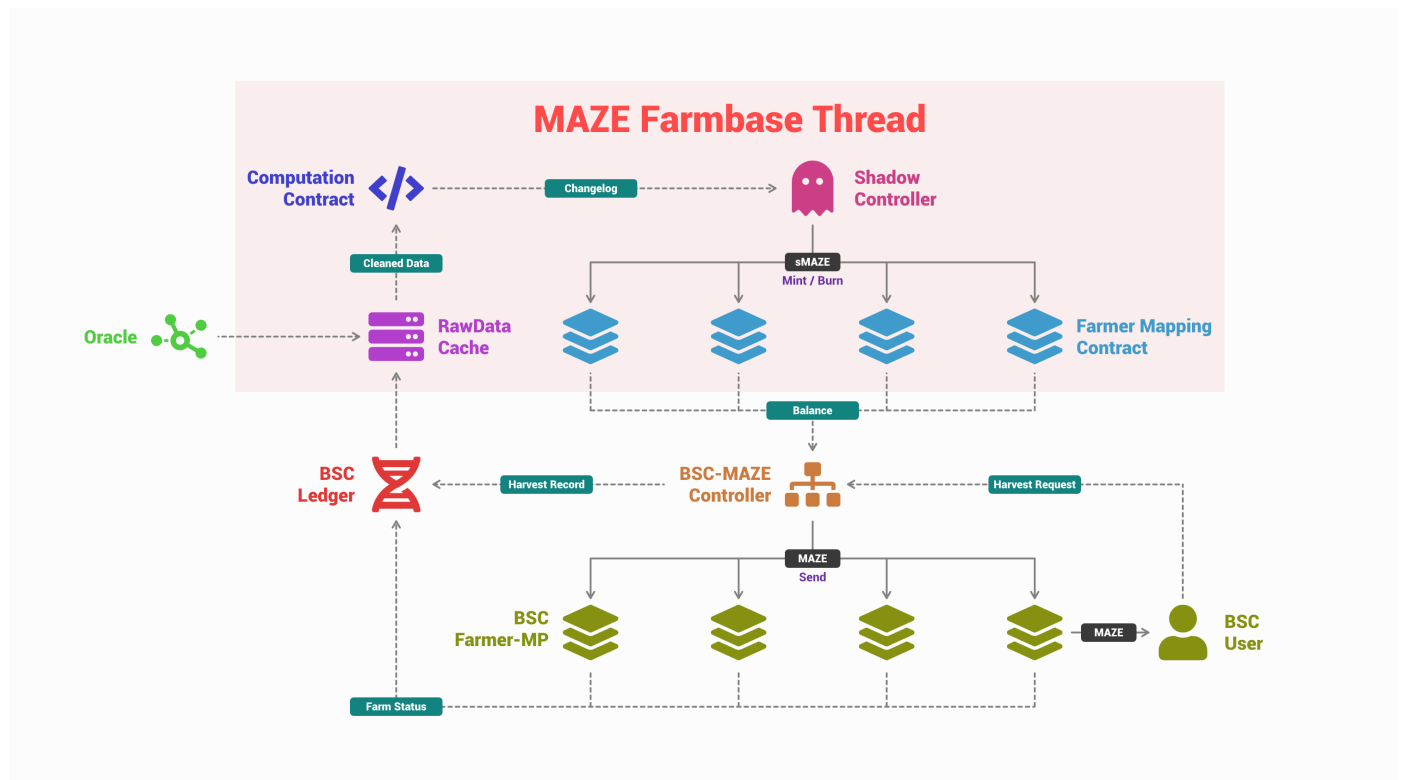 MAZE Farmbase Thread
Computation
Contract
Changelog
Shadow
Controller
Cleaned Data
sMAZE
Mint / Burn
Oracle
RawData
Cache
Farmer Mapping
Contract
Balance
BSC
Ledger
Harvest Record
BSC-MAZE
Controller
Harvest Request
MAZE
Send
BSC
Farmer-MP
MAZE
BSC
User
Farm Status